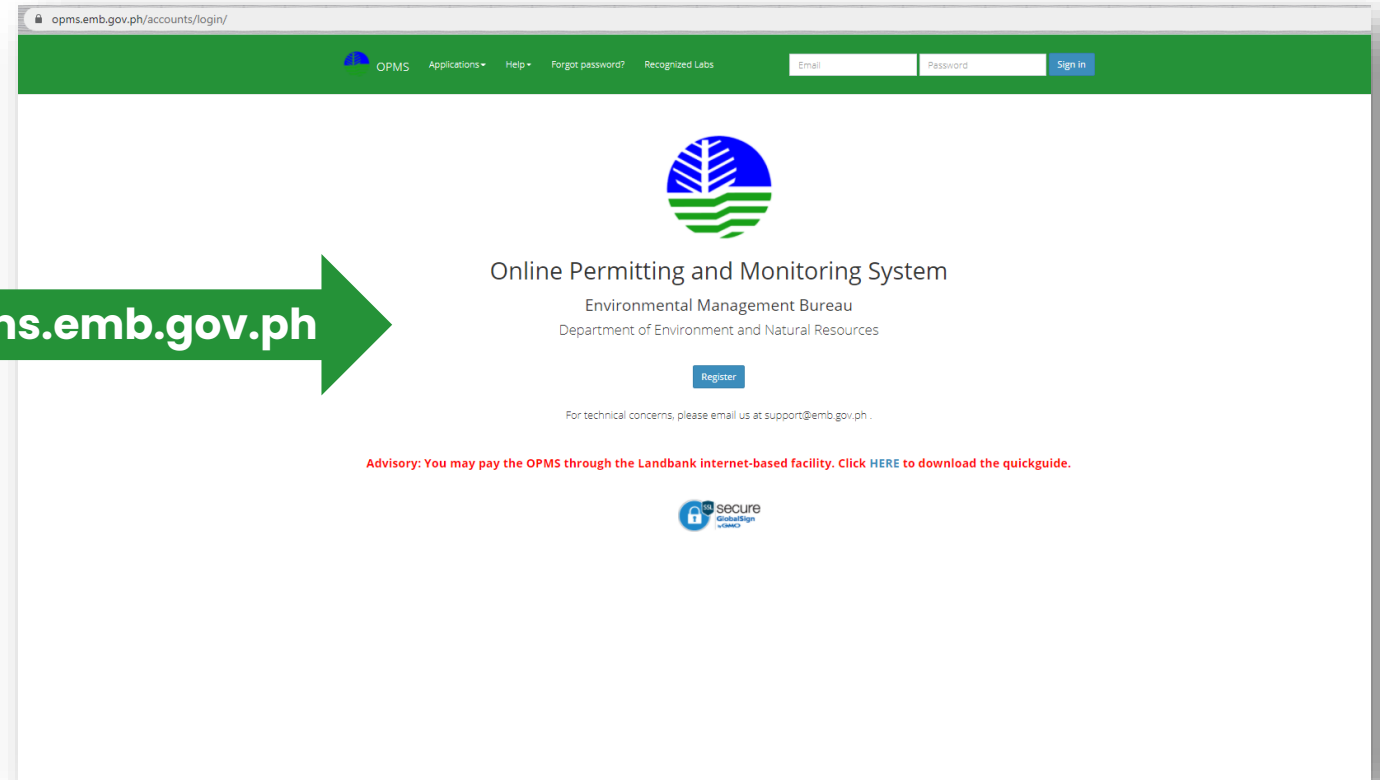 opms.emb.gov.ph/accounts/login/
OPMS Applications Help Forgot password? Recognized Labs Email Password Sign in
Online Permitting and Monitoring System
ms.emb.gov.ph
Environmental Management Bureau
Department of Environment and Natural Resources
Register
For technical concerns, please email us at support@emb.gov.ph .
Advisory: You may pay the OPMS through the Landbank internet-based facility. Click HERE to download the quickguide.
SSL secure
GlobalSign
by GMO